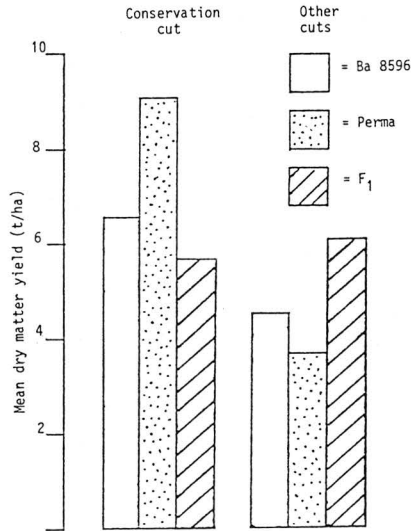 Conservation
cut
Other
cuts
= Ba 8596
= Perma
= F₁
Mean dry matter yield (t/ha)
10
8
6
4
2